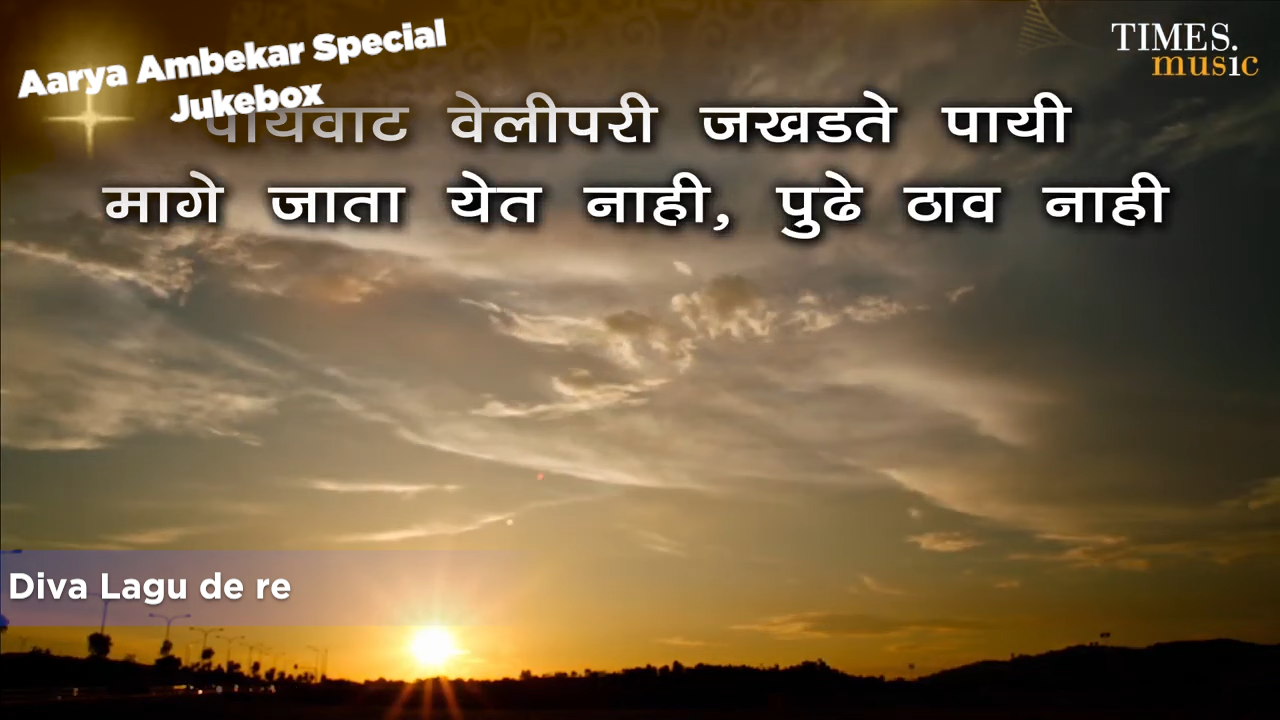 Aarya Ambekar Special
Jukebox
TIMES.
music
पायवाट वेलीपरी जखडते पायी
मागे जाता येत नाही, पुढे ठाव नाही
Diva Lagu de re